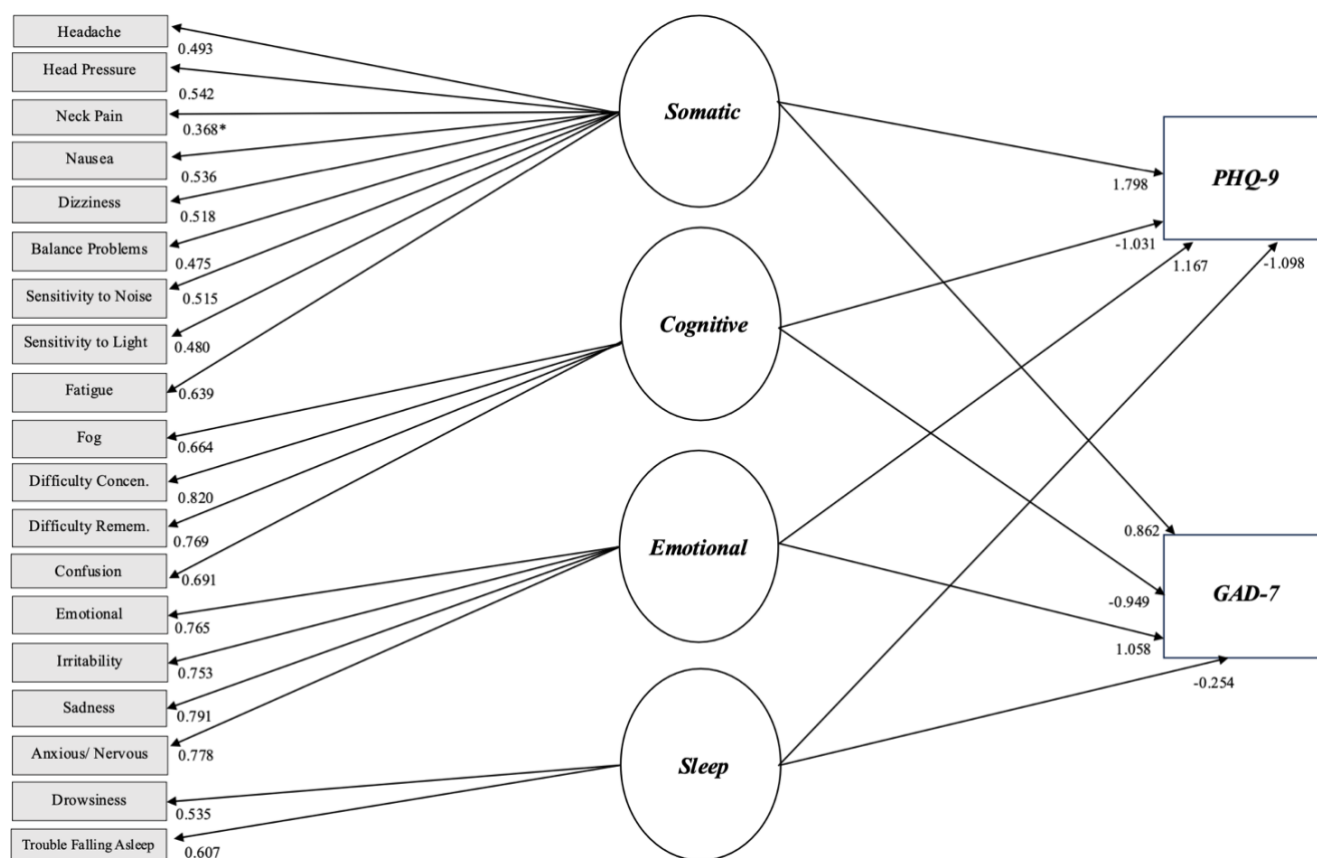 Headache
0.493
Head Pressure
0.542
Neck Pain
0.368*
Nausea
0.536
Dizziness
0.518
Balance Problems
0.475
Sensitivity to Noise
0.515
Sensitivity to Light
0.480
Fatigue
0.639
Fog
0.664
Difficulty Concen.
0.820
Difficulty Remem.
0.769
Confusion
0.691
Emotional
0.765
Irritability
0.753
Sadness
0.791
Anxious/ Nervous
0.778
Drowsiness
0.535
Trouble Falling Asleep
0.607
Somatic
Cognitive
Emotional
Sleep
PHQ-9
1.798
-1.031
1.167
-1.098
GAD-7
0.862
-0.949
1.058
-0.254